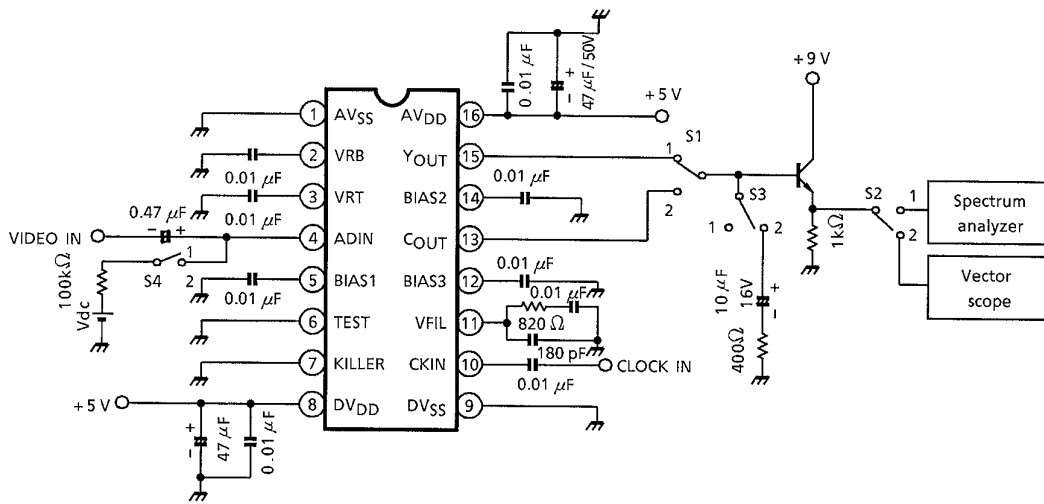 0.01 μF
+
-
47 μF/50V
+5 V
+9 V
1
AVSS
AVDD
16
2
VRB
YOUT
15
0.01 μF
3
VRT
BIAS2
14
0.01 μF
0.01 μF
0.47 μF
- +
VIDEO IN
4
ADIN
COUT
13
100kΩ
S4
1
2
Vdc
5
BIAS1
BIAS3
12
0.01 μF
0.01 μF
6
TEST
VFIL
11
0.01 μF
820 Ω
180 pF
7
KILLER
CKIN
10
0.01 μF
CLOCK IN
+5V
8
DVDD
DVSS
9
+
-
47 μF
0.01 μF
S1
1
2
S3
1
2
10 μF
16V
+
-
400Ω
1kΩ
S2
1
2
Spectrum
analyzer
Vector
scope